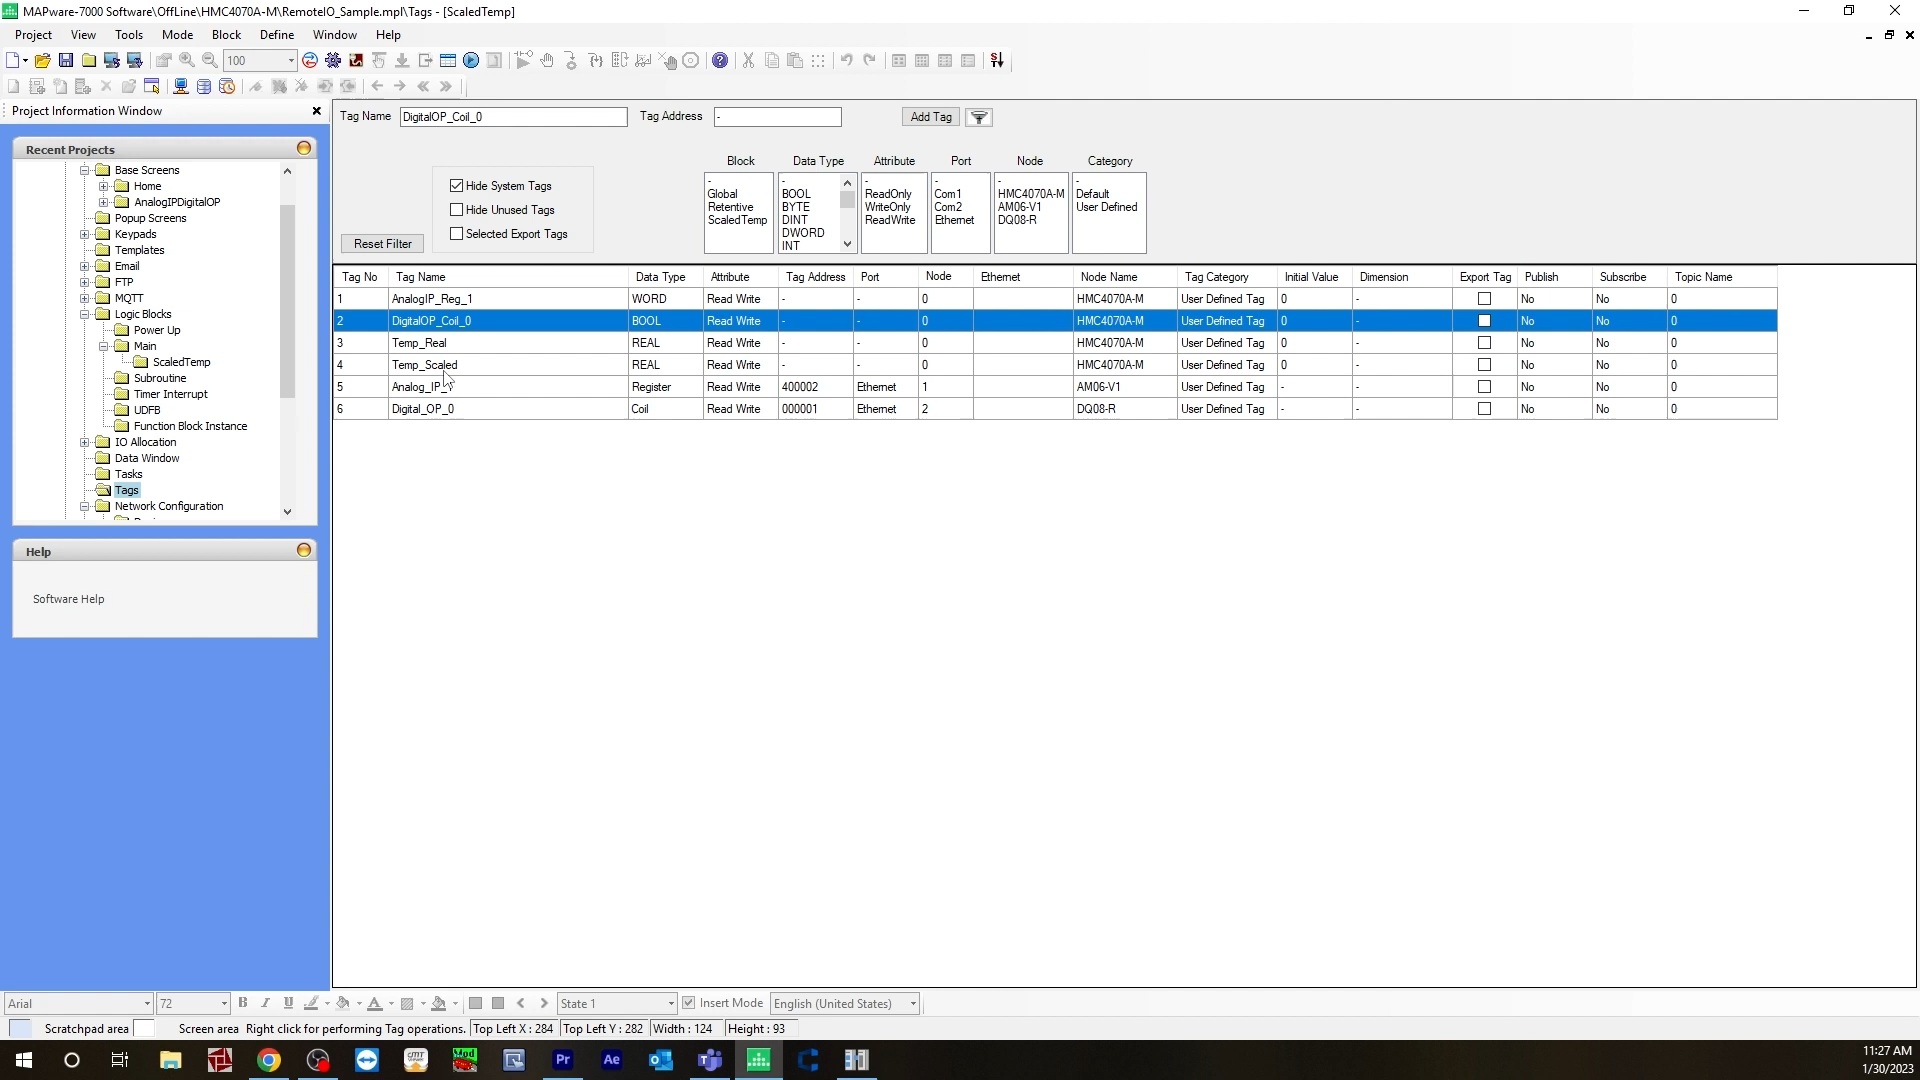 MAPware-7000 Software\OffLine\HMC4070A-M\RemoteIO_Sample.mpl\Tags - [ScaledTemp]
Project View Tools Mode Block Define Window Help
100
Project Information Window
Recent Projects
Base Screens
Home
AnalogIPDigitalOP
Popup Screens
Keypads
Templates
Email
FTP
MQTT
Logic Blocks
Power Up
Main
ScaledTemp
Subroutine
Timer Interrupt
UDFB
Function Block Instance
IO Allocation
Data Window
Tasks
Tags
Network Configuration
Help
Software Help
Tag Name DigitalOP_Coil_0 Tag Address - Add Tag
Block Data Type Attribute Port Node Category
Hide System Tags
Hide Unused Tags
Selected Export Tags
Reset Filter
- - - - - -
Global BOOL ReadOnly Com1 HMC4070A-M Default
Retentive BYTE WriteOnly Com2 AM06-V1 User Defined
ScaledTemp DINT ReadWrite Ethernet DQ08-R
DWORD
INT
Tag No Tag Name Data Type Attribute Tag Address Port Node Ethernet Node Name Tag Category Initial Value Dimension Export Tag Publish Subscribe Topic Name
1 AnalogIP_Reg_1 WORD Read Write - - 0 HMC4070A-M User Defined Tag 0 - No No 0
2 DigitalOP_Coil_0 BOOL Read Write - - 0 HMC4070A-M User Defined Tag 0 - No No 0
3 Temp_Real REAL Read Write - - 0 HMC4070A-M User Defined Tag 0 - No No 0
4 Temp_Scaled REAL Read Write - - 0 HMC4070A-M User Defined Tag 0 - No No 0
5 Analog_IP_ Register Read Write 400002 Ethernet 1 AM06-V1 User Defined Tag - - No No 0
6 Digital_OP_0 Coil Read Write 000001 Ethernet 2 DQ08-R User Defined Tag - - No No 0
Arial 72 B I U A State 1 Insert Mode English (United States)
Scratchpad area Screen area Right click for performing Tag operations. Top Left X : 284 Top Left Y : 282 Width : 124 Height : 93
11:27 AM
1/30/2023